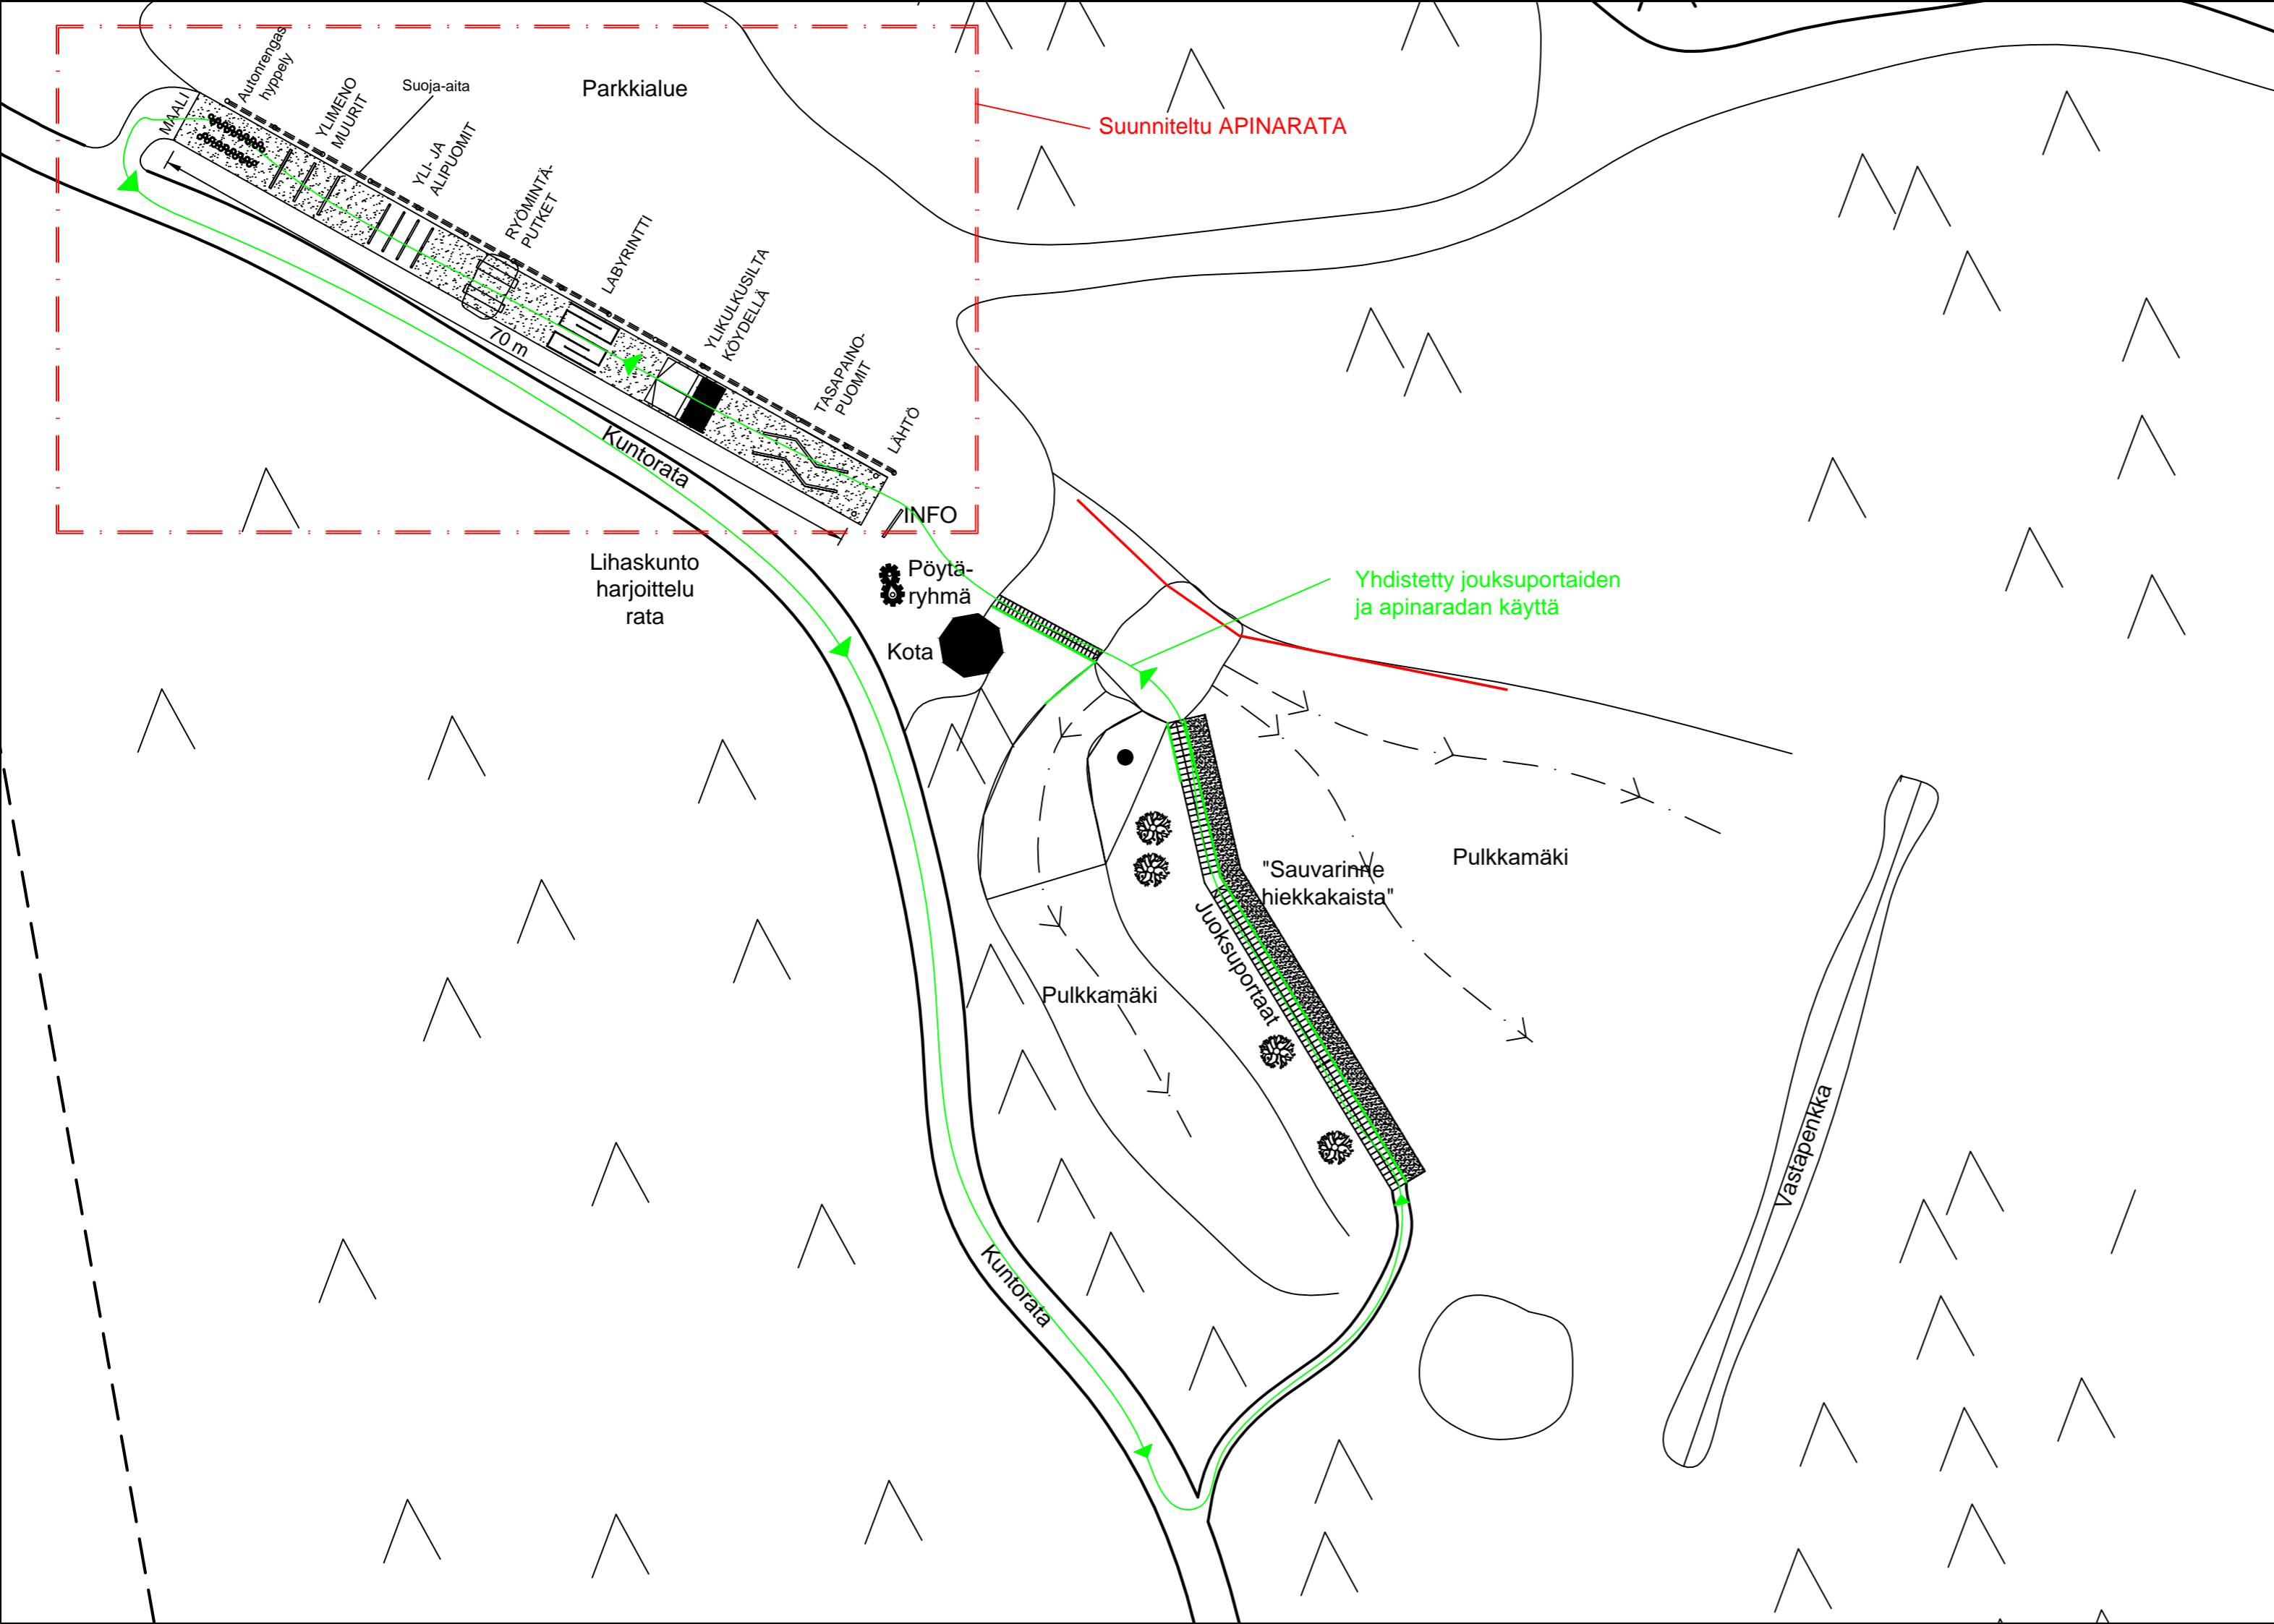 Autonrengas
hyppely
MAALI
YLIMENO
MUURIT
Suoja-aita
Parkkialue
Suunniteltu APINARATA
YLI- JA
ALIPUOMIT
RYÖMINTÄ-
PUTKET
LABYRINTTI
YLIKULKUSILTA
KÖYDELLÄ
TASAPAINO-
PUOMIT
LÄHTÖ
70 m
Kuntorata
INFO
Lihaskunto
harjoittelu
rata
Pöytä-
ryhmä
Kota
Yhdistetty jouksuportaiden
ja apinaradan käyttä
"Sauvarinne
hiekkakaista"
Pulkkamäki
Juoksuportaat
Pulkkamäki
Vastapenkka
Kuntorata